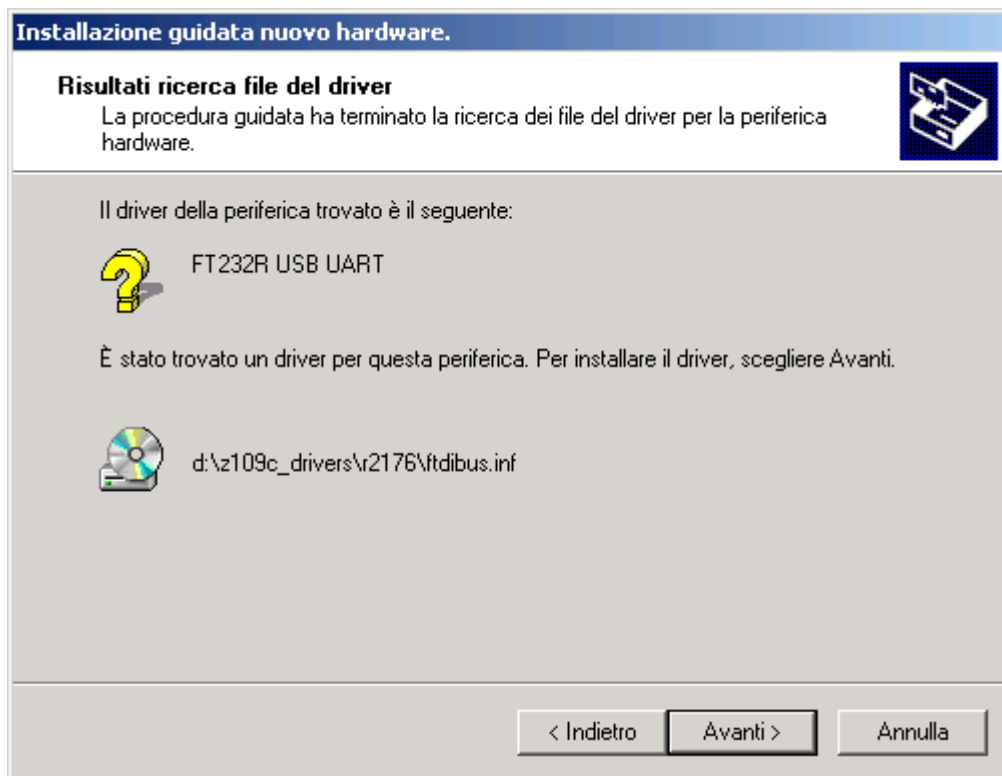 Installazione guidata nuovo hardware.
Risultati ricerca file del driver
La procedura guidata ha terminato la ricerca dei file del driver per la periferica
hardware.
Il driver della periferica trovato è il seguente:
FT232R USB UART
È stato trovato un driver per questa periferica. Per installare il driver, scegliere Avanti.
d:\z109c_drivers\r2176\ftdibus.inf
< Indietro
Avanti >
Annulla